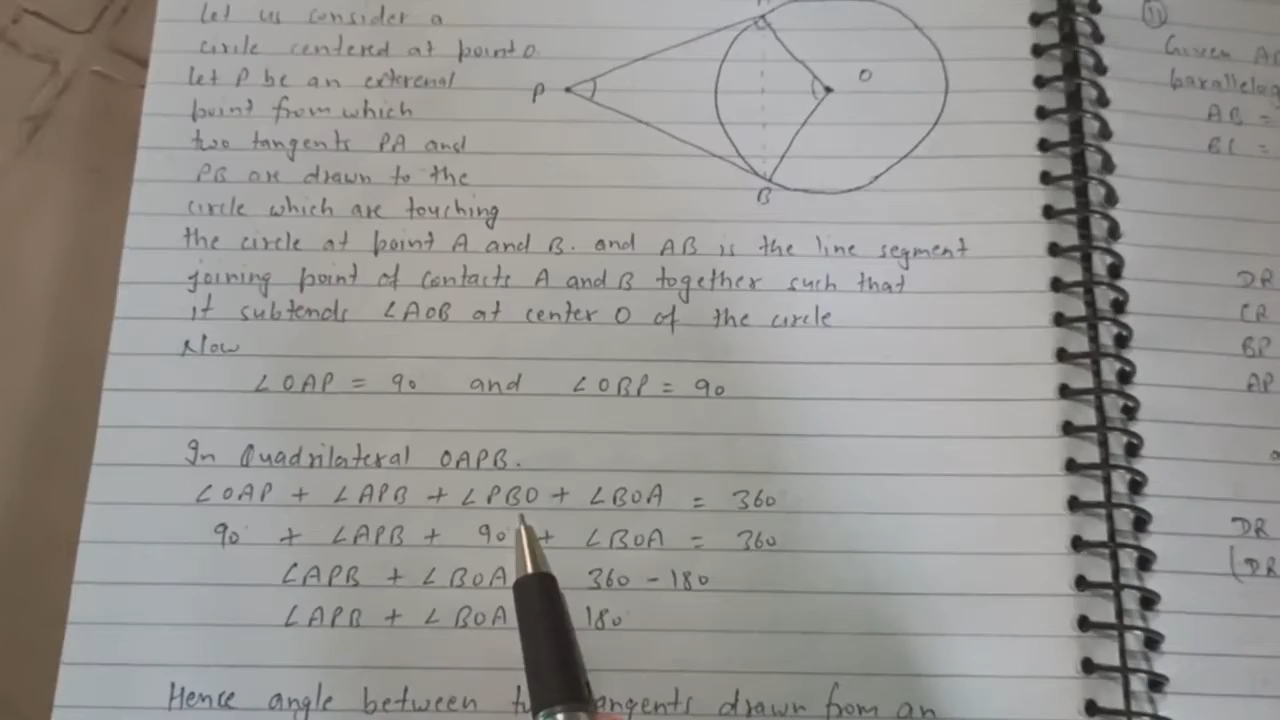 Let us consider a
circle centered at point O
let P be an external
point from which
two tangents PA and
PB are drawn to the
circle which are touching
the circle at point A and B. and AB is the line segment
joining point of contacts A and B together such that
it subtends ∠AOB at center O of the circle
Now
∠OAP = 90 and ∠OBP = 90
In Quadrilateral OAPB.
∠OAP + ∠APB + ∠PBO + ∠BOA = 360
90° + ∠APB + 90° + ∠BOA = 360
∠APB + ∠BOA 360 - 180
∠APB + ∠BOA 180
Hence angle between tangents drawn from an
P
O
B
11
Given
AB =
BC =
DR
CR
BP
AP
DR
(DR